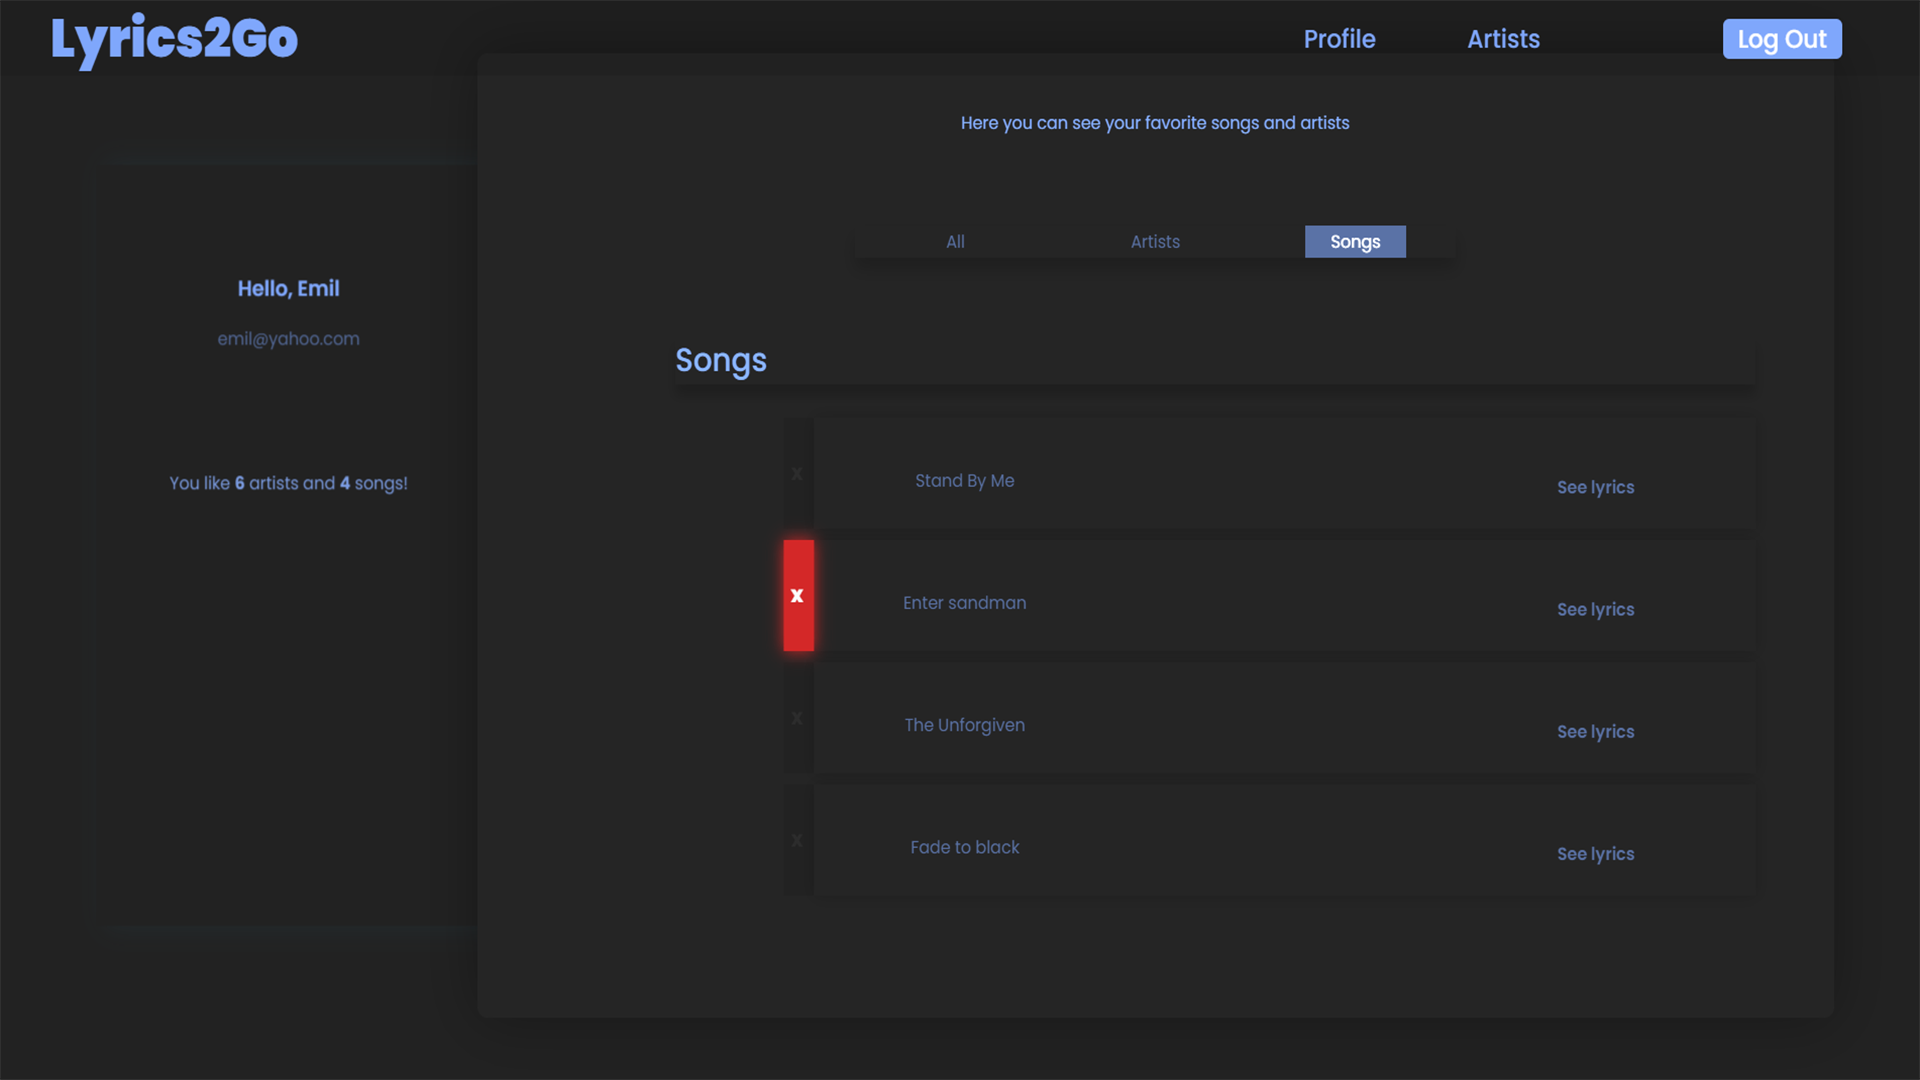 Lyrics2Go
Profile
Artists
Log Out
Here you can see your favorite songs and artists
All
Artists
Songs
Hello, Emil
emil@yahoo.com
You like 6 artists and 4 songs!
Songs
x
Stand By Me
See lyrics
x
Enter sandman
See lyrics
x
The Unforgiven
See lyrics
x
Fade to black
See lyrics